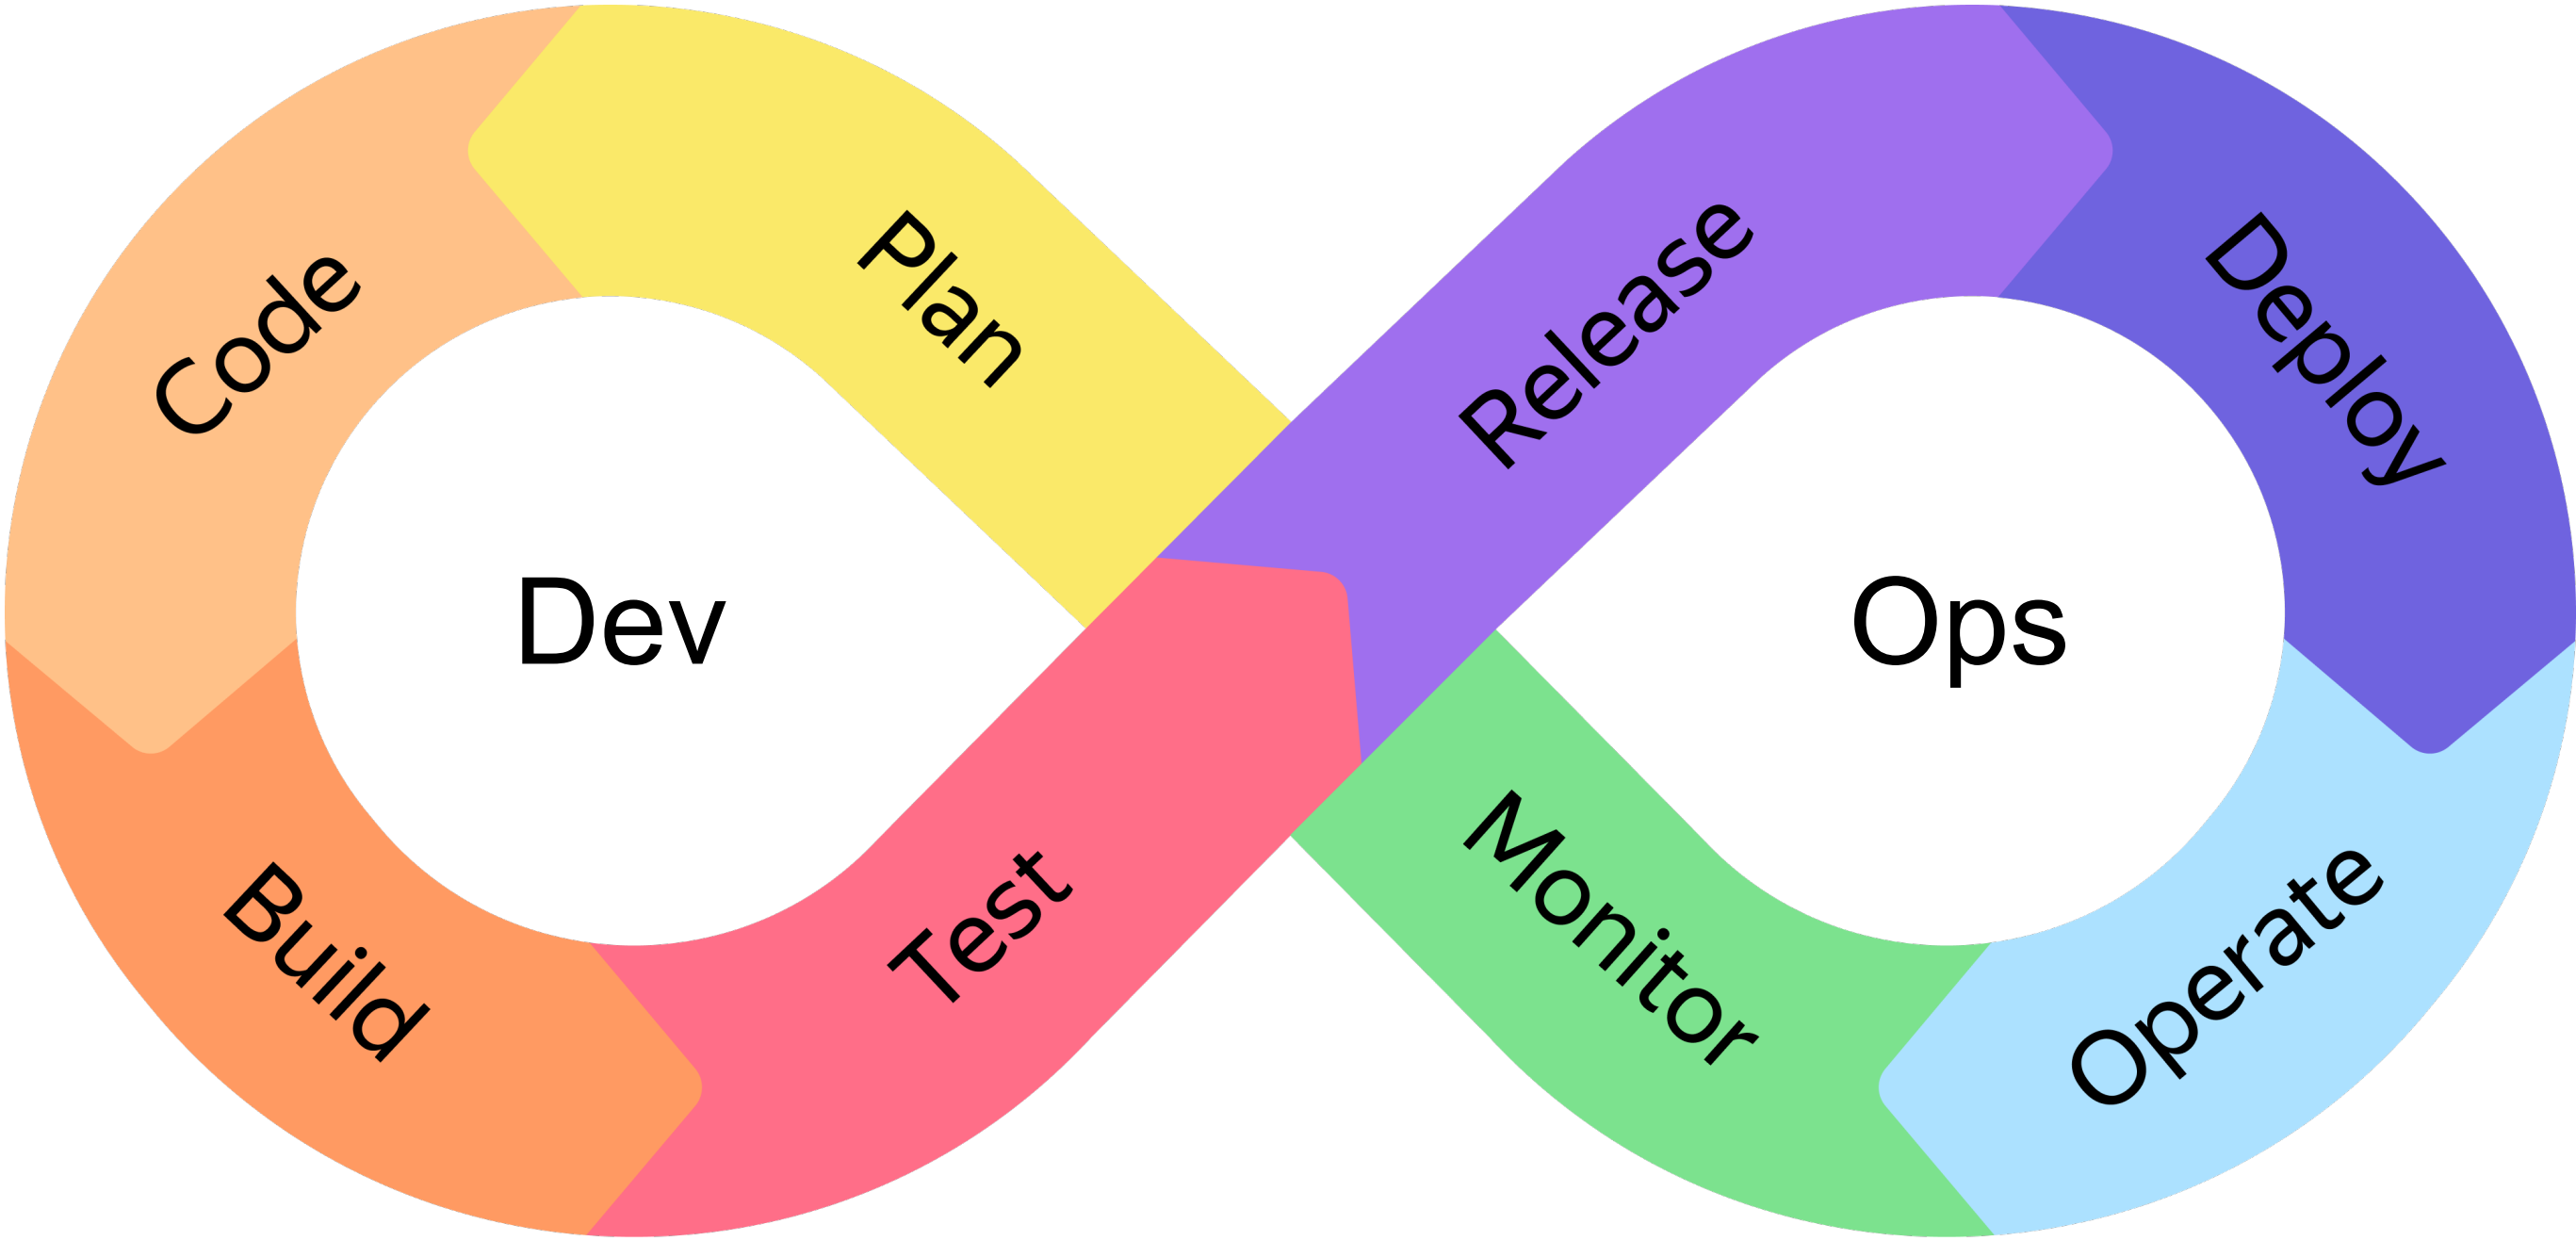 Plan
Code
Build
Test
Release
Deploy
Operate
Monitor
Dev
Ops